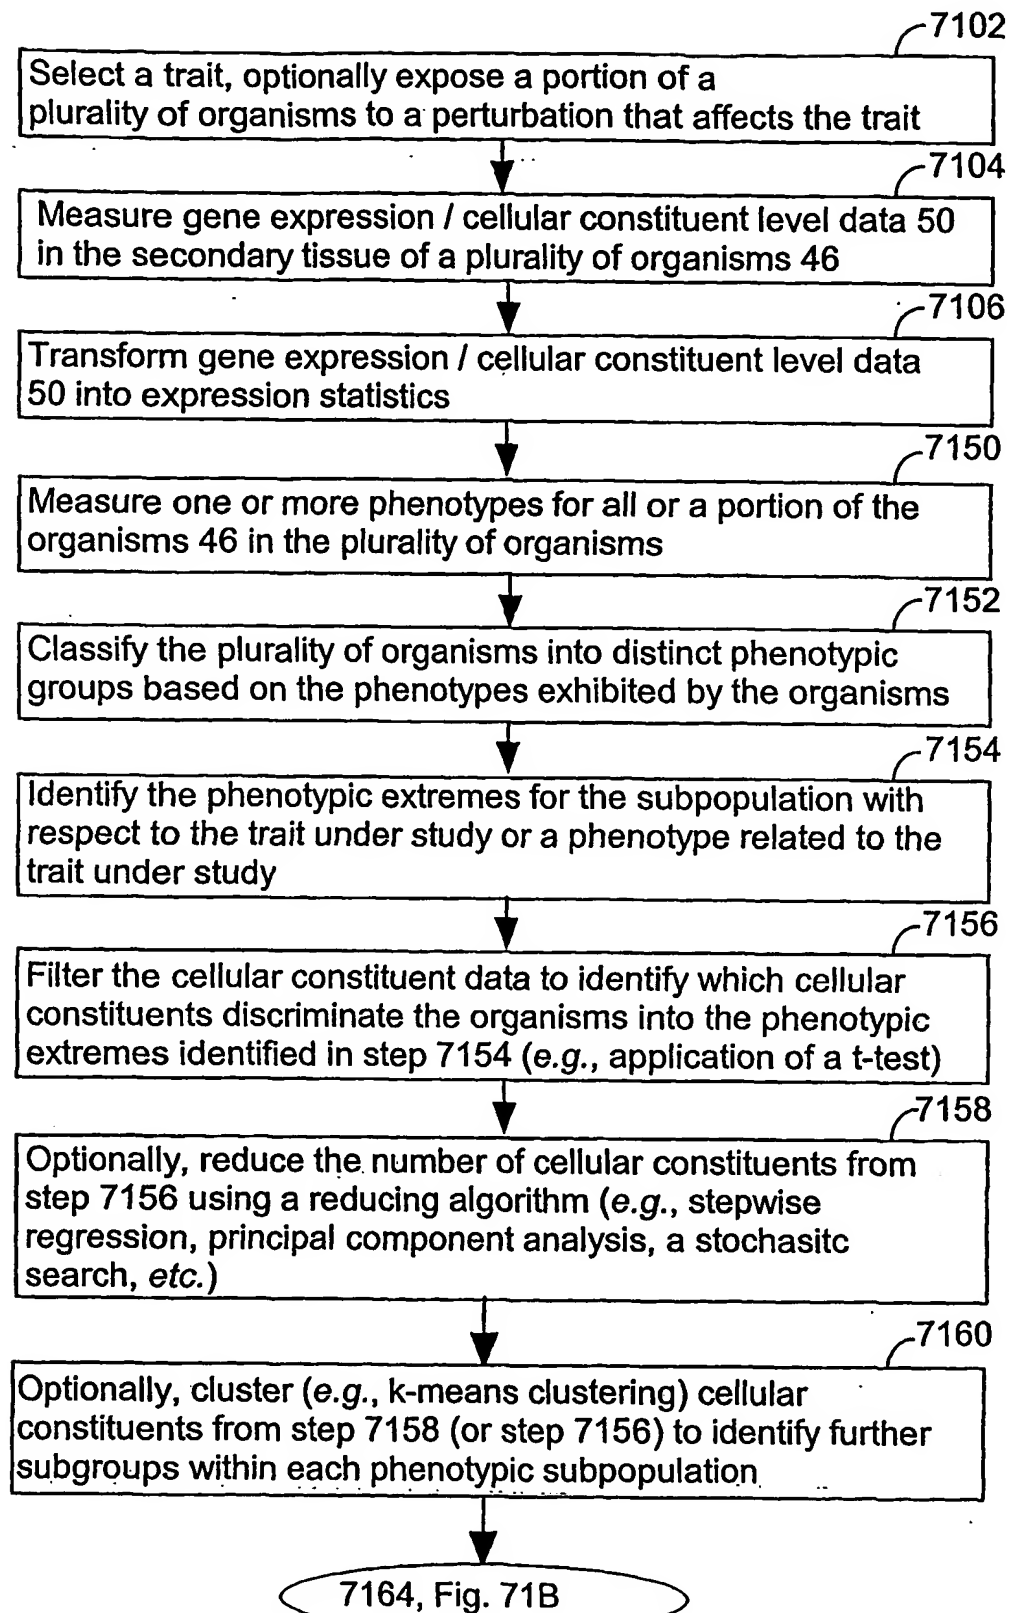 7102
Select a trait, optionally expose a portion of a
plurality of organisms to a perturbation that affects the trait
7104
Measure gene expression / cellular constituent level data 50
in the secondary tissue of a plurality of organisms 46
7106
Transform gene expression / cellular constituent level data
50 into expression statistics
7150
Measure one or more phenotypes for all or a portion of the
organisms 46 in the plurality of organisms
7152
Classify the plurality of organisms into distinct phenotypic
groups based on the phenotypes exhibited by the organisms
7154
Identify the phenotypic extremes for the subpopulation with
respect to the trait under study or a phenotype related to the
trait under study
7156
Filter the cellular constituent data to identify which cellular
constituents discriminate the organisms into the phenotypic
extremes identified in step 7154 (e.g., application of a t-test)
7158
Optionally, reduce the number of cellular constituents from
step 7156 using a reducing algorithm (e.g., stepwise
regression, principal component analysis, a stochasitc
search, etc.)
7160
Optionally, cluster (e.g., k-means clustering) cellular
constituents from step 7158 (or step 7156) to identify further
subgroups within each phenotypic subpopulation
7164, Fig. 71B